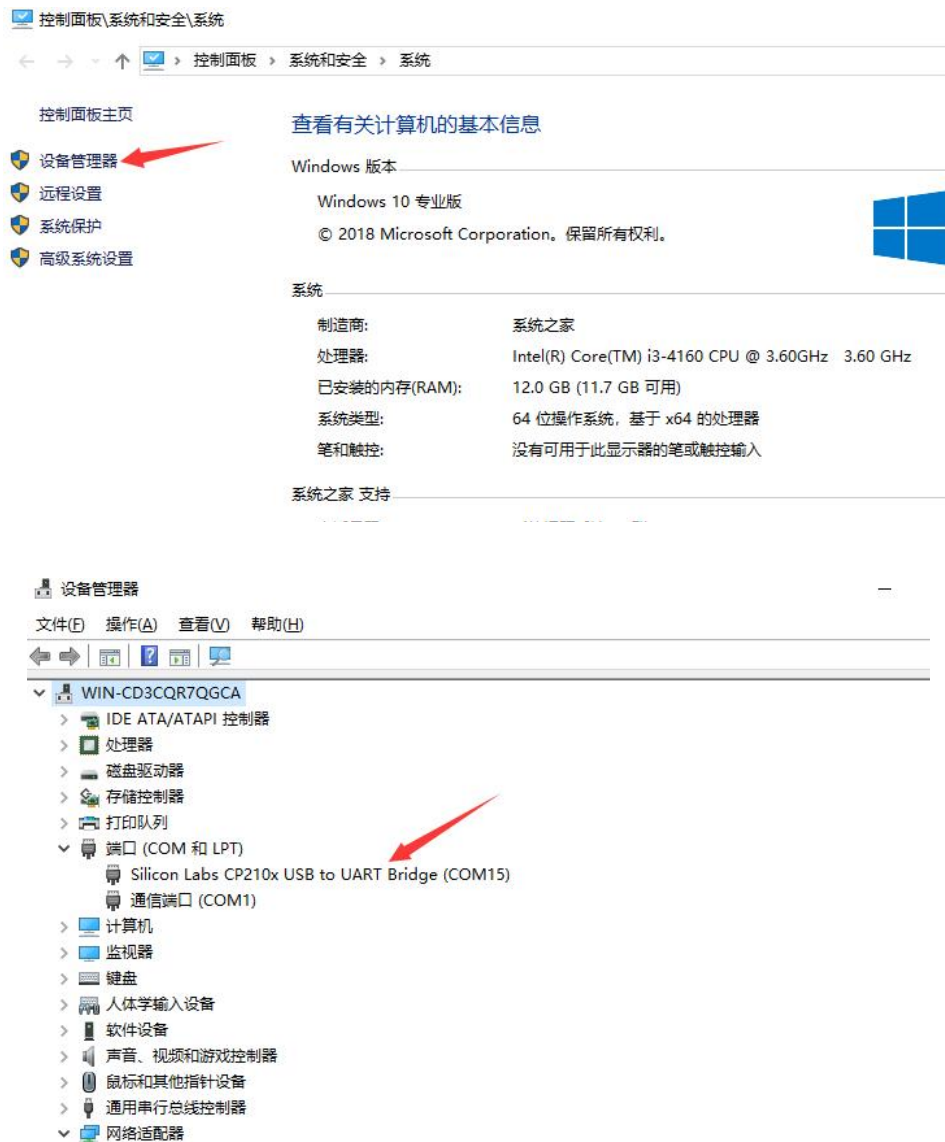 控制面板\系统和安全\系统
控制面板 › 系统和安全 › 系统
控制面板主页
设备管理器
远程设置
系统保护
高级系统设置
查看有关计算机的基本信息
Windows 版本
Windows 10 专业版
© 2018 Microsoft Corporation。保留所有权利。
系统
制造商: 系统之家
处理器: Intel(R) Core(TM) i3-4160 CPU @ 3.60GHz 3.60 GHz
已安装的内存(RAM): 12.0 GB (11.7 GB 可用)
系统类型: 64 位操作系统, 基于 x64 的处理器
笔和触控: 没有可用于此显示器的笔或触控输入
系统之家 支持
设备管理器
文件(F) 操作(A) 查看(V) 帮助(H)
WIN-CD3CQR7QGCA
IDE ATA/ATAPI 控制器
处理器
磁盘驱动器
存储控制器
打印队列
端口 (COM 和 LPT)
Silicon Labs CP210x USB to UART Bridge (COM15)
通信端口 (COM1)
计算机
监视器
键盘
人体学输入设备
软件设备
声音、视频和游戏控制器
鼠标和其他指针设备
通用串行总线控制器
网络适配器